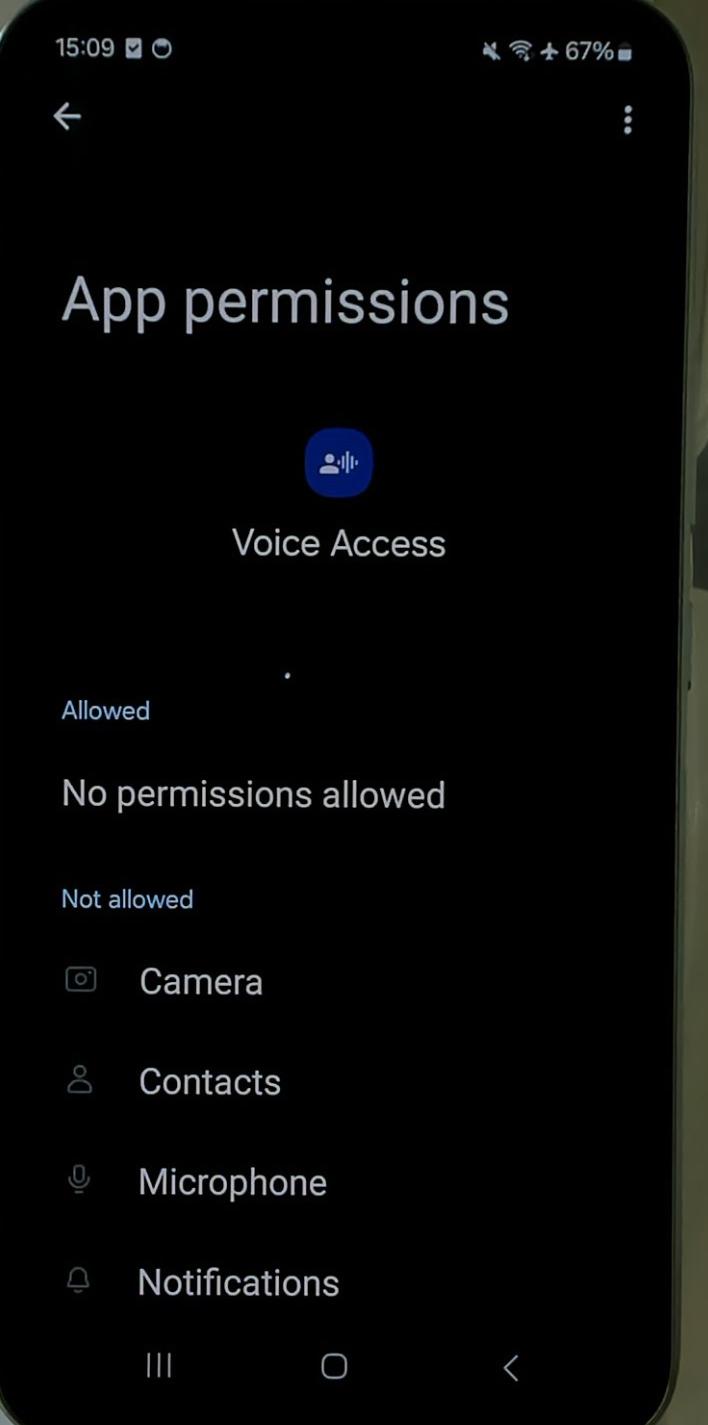 15:09
67%
App permissions
Voice Access
Allowed
No permissions allowed
Not allowed
Camera
Contacts
Microphone
Notifications